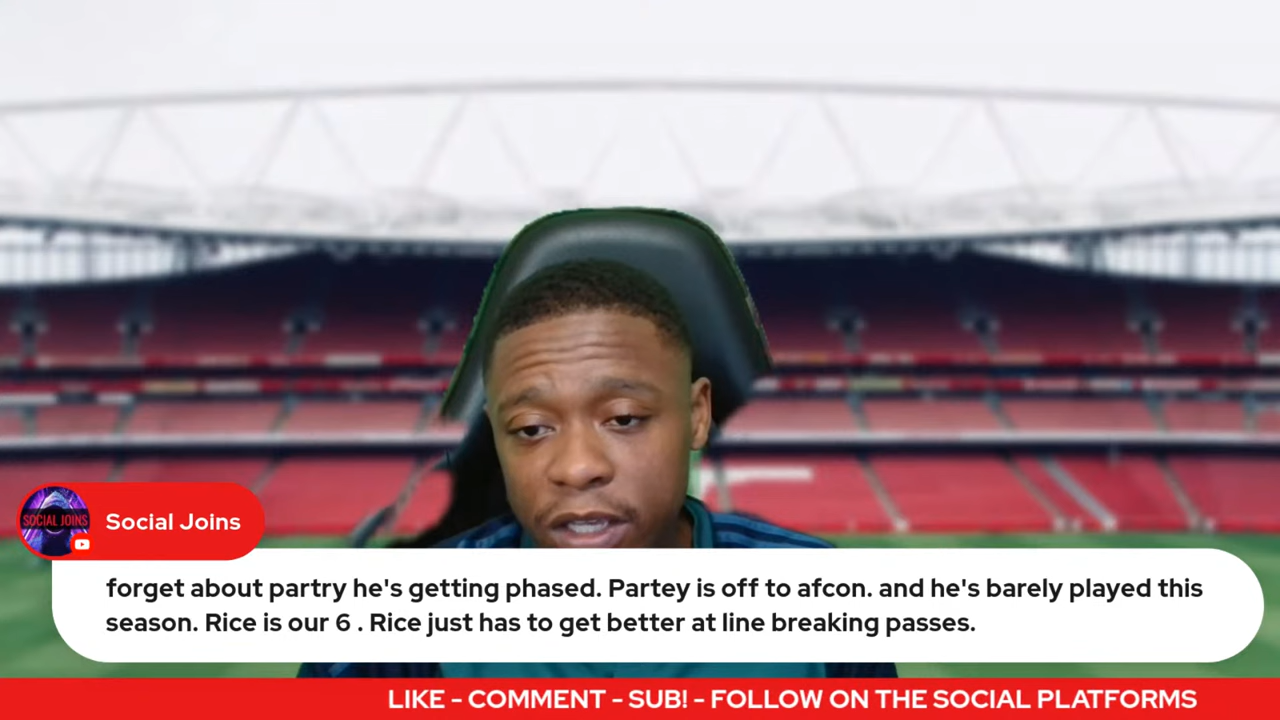 SOCIAL JOINS
Social Joins
forget about partry he's getting phased. Partey is off to afcon. and he's barely played this
season. Rice is our 6 . Rice just has to get better at line breaking passes.
LIKE - COMMENT - SUB! - FOLLOW ON THE SOCIAL PLATFORMS